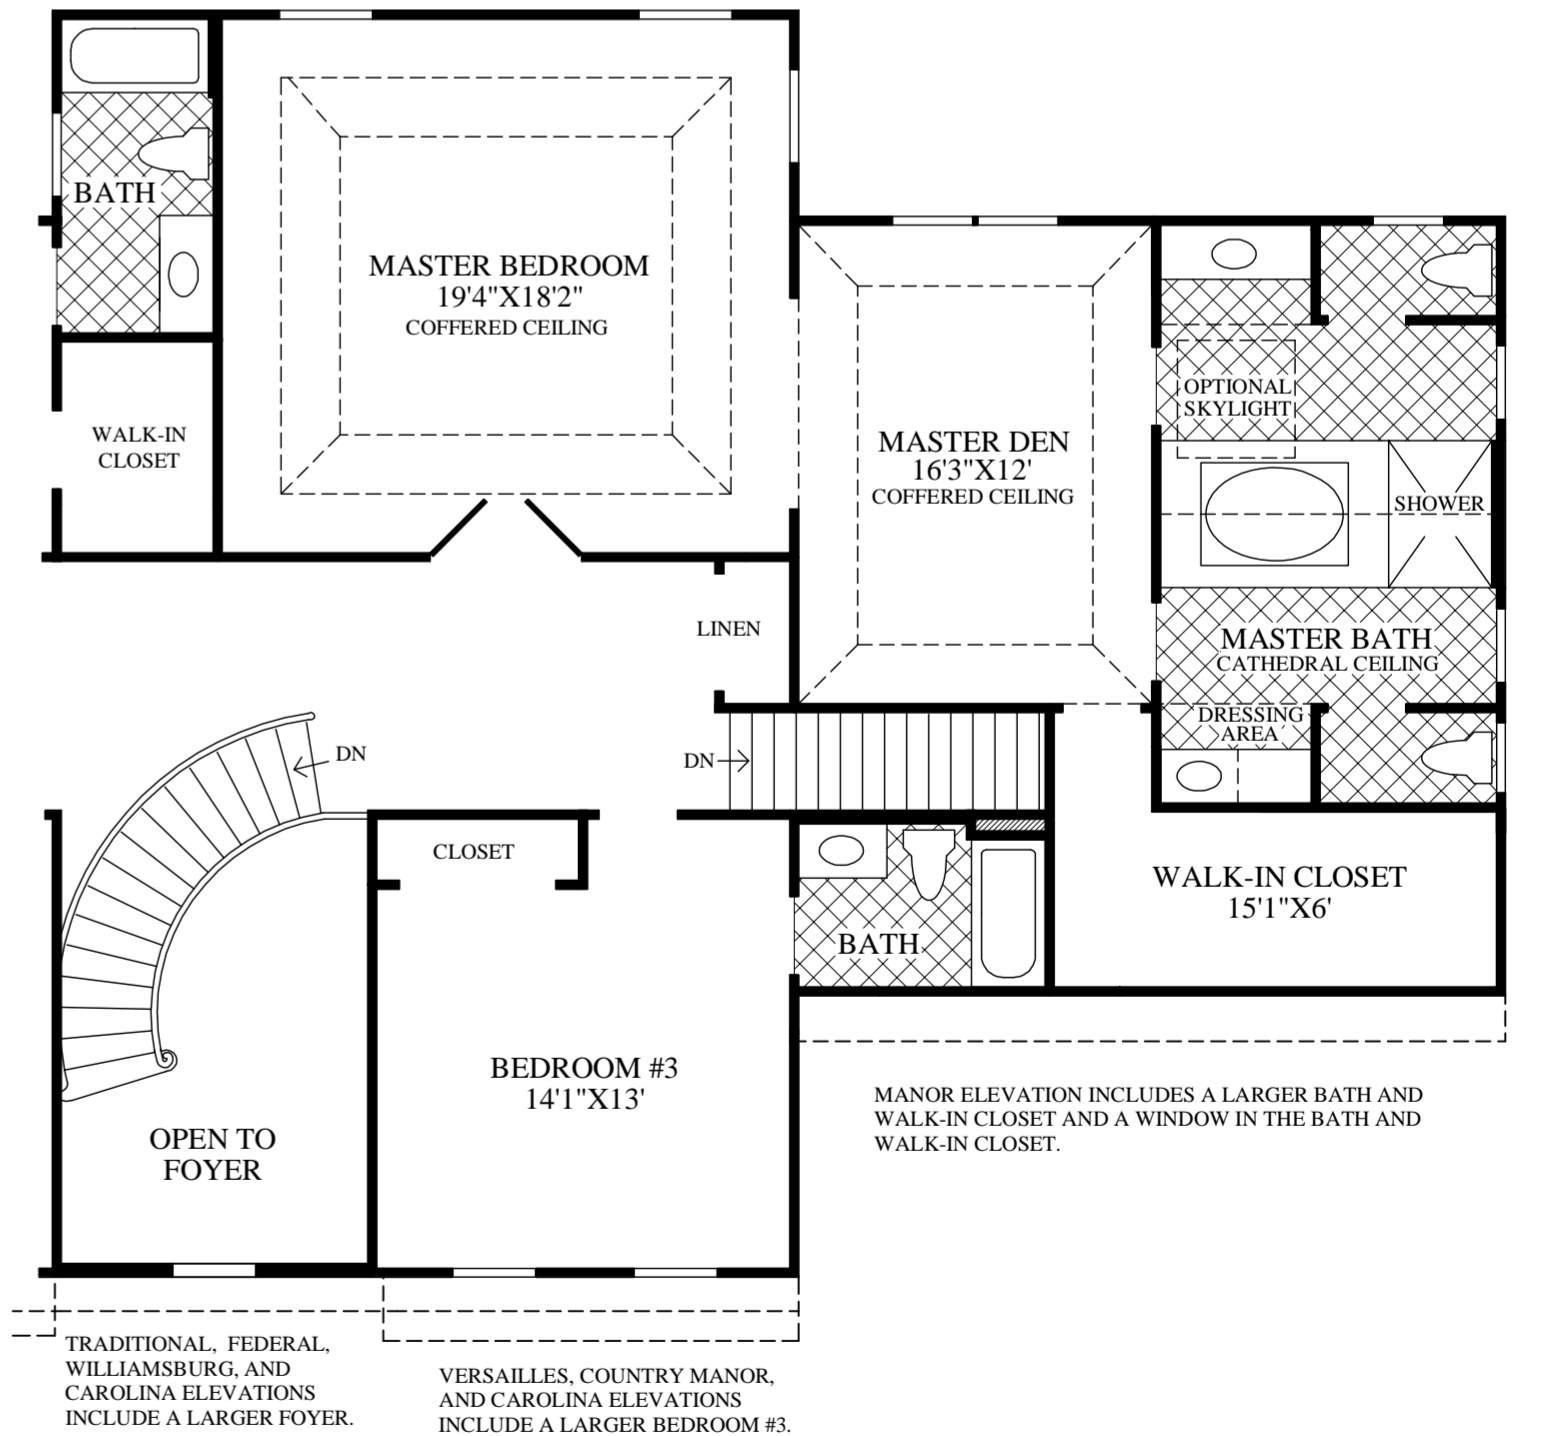 BATH
MASTER BEDROOM
19'4"X18'2"
COFFERED CEILING
WALK-IN
CLOSET
MASTER DEN
16'3"X12'
COFFERED CEILING
OPTIONAL
SKYLIGHT
SHOWER
LINEN
MASTER BATH
CATHEDRAL CEILING
DRESSING
AREA
DN
DN
CLOSET
BATH
WALK-IN CLOSET
15'1"X6'
BEDROOM #3
14'1"X13'
OPEN TO
FOYER
MANOR ELEVATION INCLUDES A LARGER BATH AND
WALK-IN CLOSET AND A WINDOW IN THE BATH AND
WALK-IN CLOSET.
TRADITIONAL, FEDERAL,
WILLIAMSBURG, AND
CAROLINA ELEVATIONS
INCLUDE A LARGER FOYER.
VERSAILLES, COUNTRY MANOR,
AND CAROLINA ELEVATIONS
INCLUDE A LARGER BEDROOM #3.